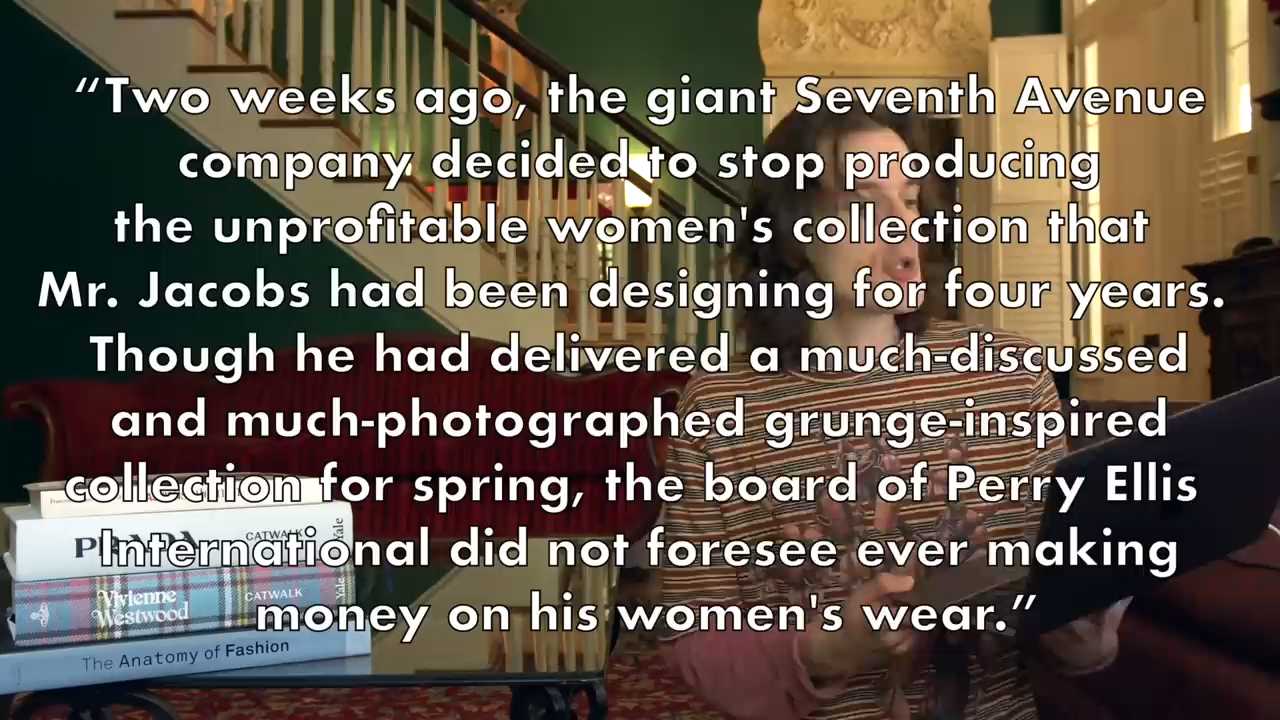 “Two weeks ago, the giant Seventh Avenue
company decided to stop producing
the unprofitable women's collection that
Mr. Jacobs had been designing for four years.
Though he had delivered a much-discussed
and much-photographed grunge-inspired
collection for spring, the board of Perry Ellis
International did not foresee ever making
money on his women's wear.”
PRADA
CATWALK
Yale
Vivienne
Westwood
CATWALK
Yale
The Anatomy of Fashion